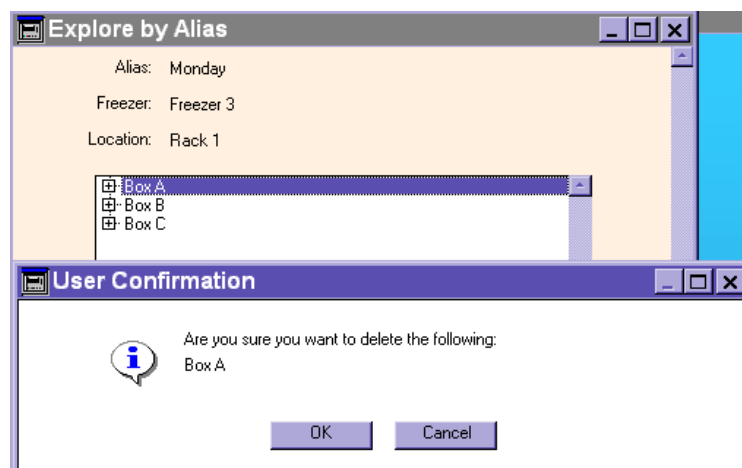 Explore by Alias
Alias: Monday
Freezer: Freezer 3
Location: Rack 1
Box A
Box B
Box C
User Confirmation
Are you sure you want to delete the following:
Box A
OK Cancel